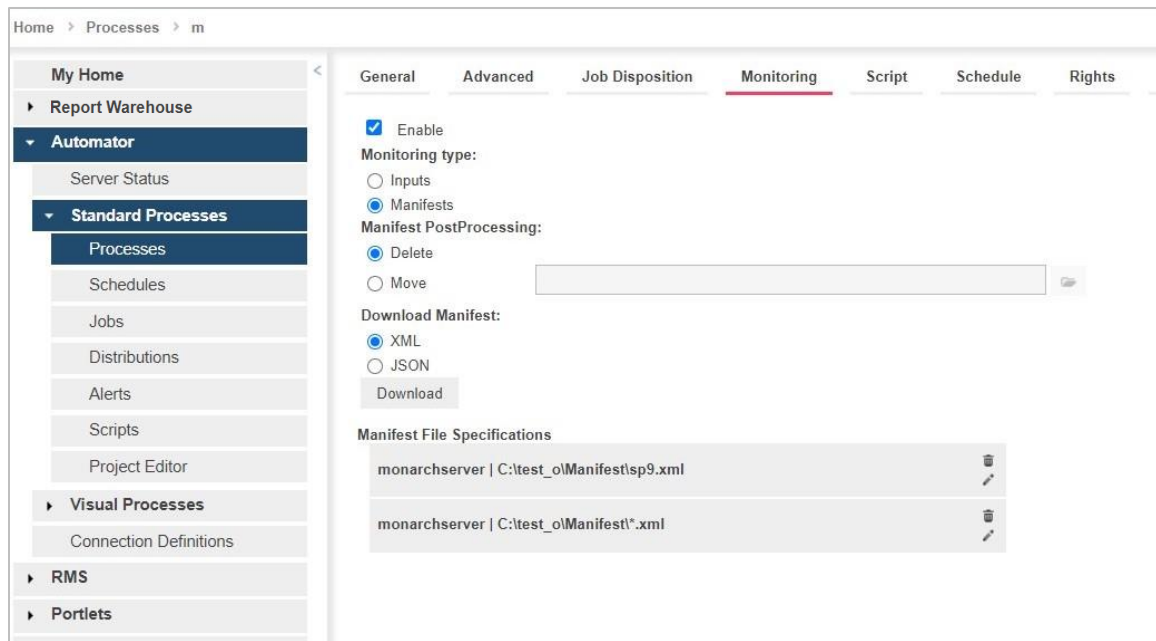 Home > Processes > m
My Home
<
Report Warehouse
Automator
Server Status
Standard Processes
Processes
Schedules
Jobs
Distributions
Alerts
Scripts
Project Editor
Visual Processes
Connection Definitions
RMS
Portlets
General Advanced Job Disposition Monitoring Script Schedule Rights
Enable
Monitoring type:
Inputs
Manifests
Manifest PostProcessing:
Delete
Move
Download Manifest:
XML
JSON
Download
Manifest File Specifications
monarchserver | C:\test_o\Manifest\sp9.xml
monarchserver | C:\test_o\Manifest\*.xml